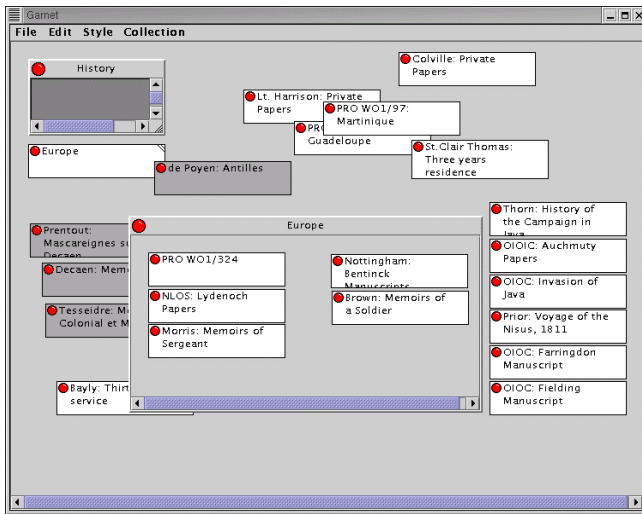 Garnet
File Edit Style Collection
History
Colville: Private
Papers
Lt. Harrison: Private
Papers
PRO WO1/97:
Martinique
PRO
Guadeloupe
St.Clair Thomas:
Three years
residence
Europe
de Poyen: Antilles
Prentout:
Mascareignes
Decaen
Decaen:
Tesseidre:
Colonial et
Bayly:
service
Europe
PRO WO1/324
NLOS: Lydenoch
Papers
Morris: Memoirs of
Sergeant
Nottingham:
Bentinck
Manuscripts
Brown: Memoirs of
a Soldier
Thorn: History of
the Campaign in
Java
OIOIC: Auchmuty
Papers
OIOC: Invasion of
Java
Prior: Voyage of the
Nisus, 1811
OIOC: Farringdon
Manuscript
OIOC: Fielding
Manuscript